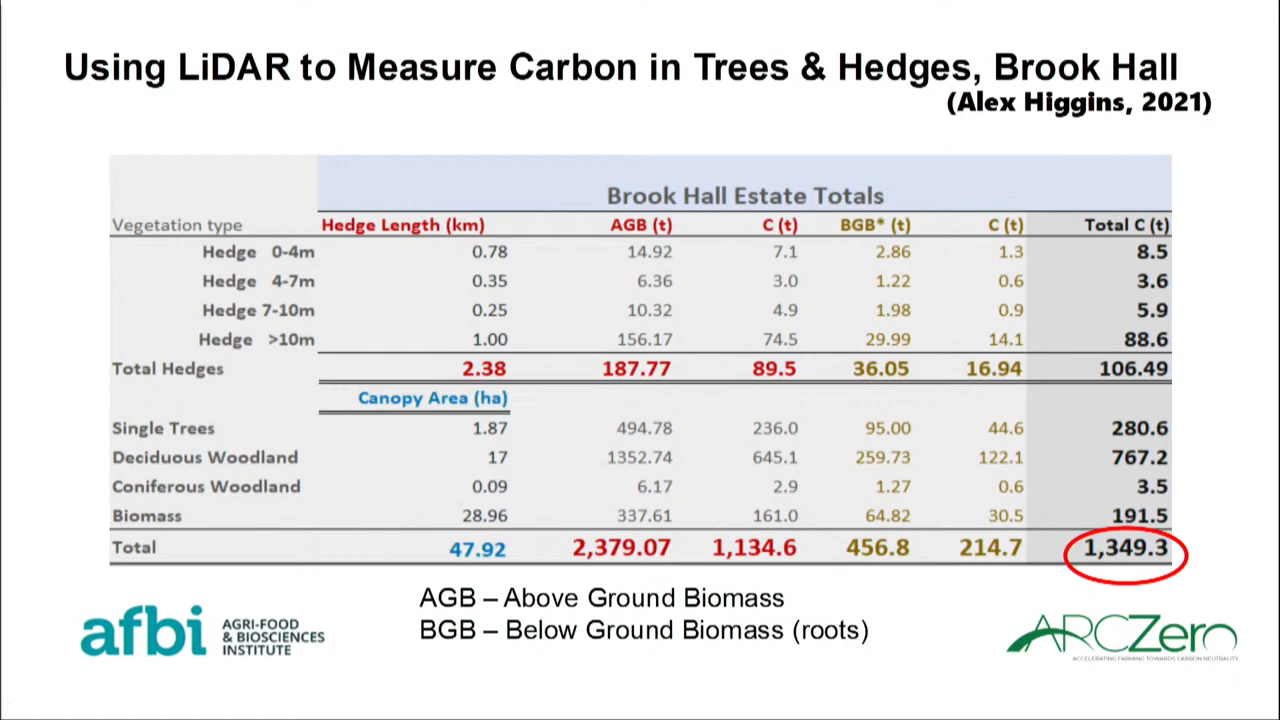 Using LiDAR to Measure Carbon in Trees & Hedges, Brook Hall
(Alex Higgins, 2021)
Brook Hall Estate Totals
Vegetation type Hedge Length (km) AGB (t) C (t) BGB* (t) C (t) Total C (t)
Hedge 0-4m 0.78 14.92 7.1 2.86 1.3 8.5
Hedge 4-7m 0.35 6.36 3.0 1.22 0.6 3.6
Hedge 7-10m 0.25 10.32 4.9 1.98 0.9 5.9
Hedge >10m 1.00 156.17 74.5 29.99 14.1 88.6
Total Hedges 2.38 187.77 89.5 36.05 16.94 106.49
Canopy Area (ha)
Single Trees 1.87 494.78 236.0 95.00 44.6 280.6
Deciduous Woodland 17 1352.74 645.1 259.73 122.1 767.2
Coniferous Woodland 0.09 6.17 2.9 1.27 0.6 3.5
Biomass 28.96 337.61 161.0 64.82 30.5 191.5
Total 47.92 2,379.07 1,134.6 456.8 214.7 1,349.3
AGB – Above Ground Biomass
BGB – Below Ground Biomass (roots)
afbi AGRI-FOOD
& BIOSCIENCES
INSTITUTE
ARCZero
ACCELERATING FARMING TOWARDS CARBON NEUTRALITY